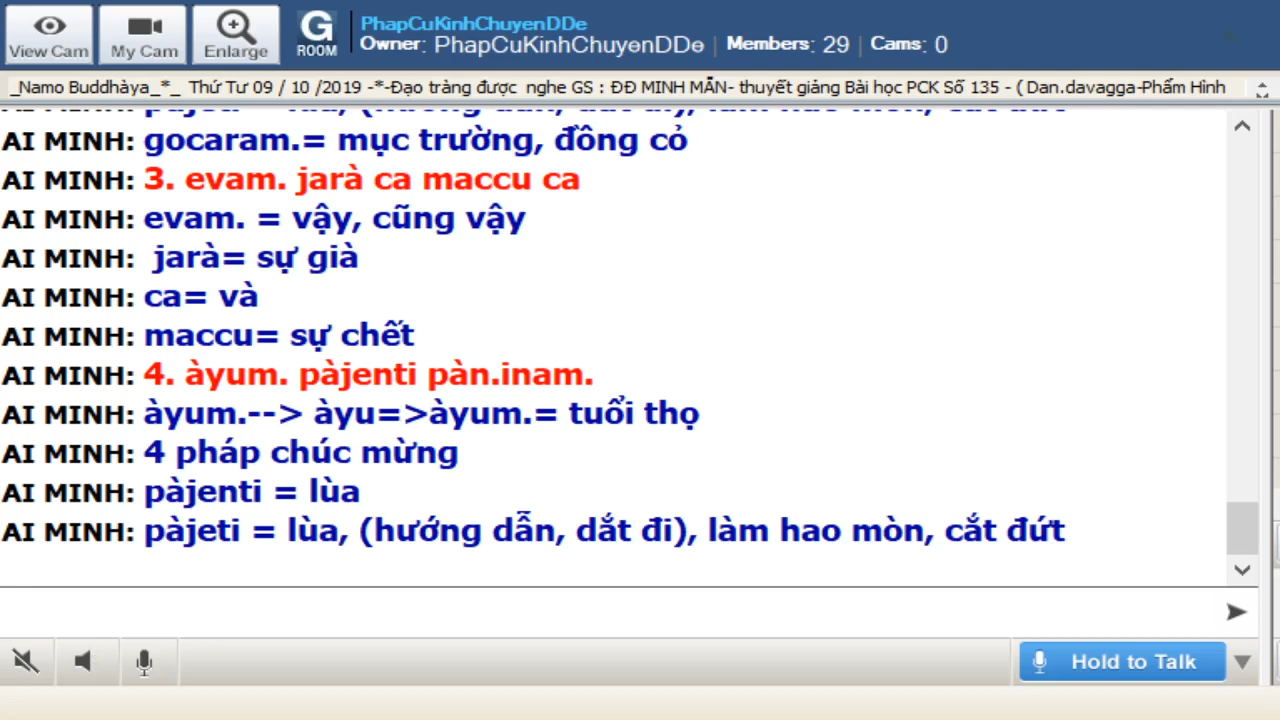 View Cam
My Cam
Enlarge
G
ROOM
PhapCuKinhChuyenDDe
Owner: PhapCuKinhChuyenDDe | Members: 29 | Cams: 0
_Namo Buddhàya_*_ Thứ Tư 09 / 10 /2019 -*-Đạo tràng được nghe GS : ĐĐ MINH MẪN- thuyết giảng Bài học PCK Số 135 - ( Dan.davagga-Phẩm Hình
AI MINH: gocaram.= mục trường, đồng cỏ
AI MINH: 3. evam. jarà ca maccu ca
AI MINH: evam. = vậy, cũng vậy
AI MINH: jarà= sự già
AI MINH: ca= và
AI MINH: maccu= sự chết
AI MINH: 4. àyum. pàjenti pàn.inam.
AI MINH: àyum.--> àyu=>àyum.= tuổi thọ
AI MINH: 4 pháp chúc mừng
AI MINH: pàjenti = lùa
AI MINH: pàjeti = lùa, (hướng dẫn, dắt đi), làm hao mòn, cắt đứt
Hold to Talk